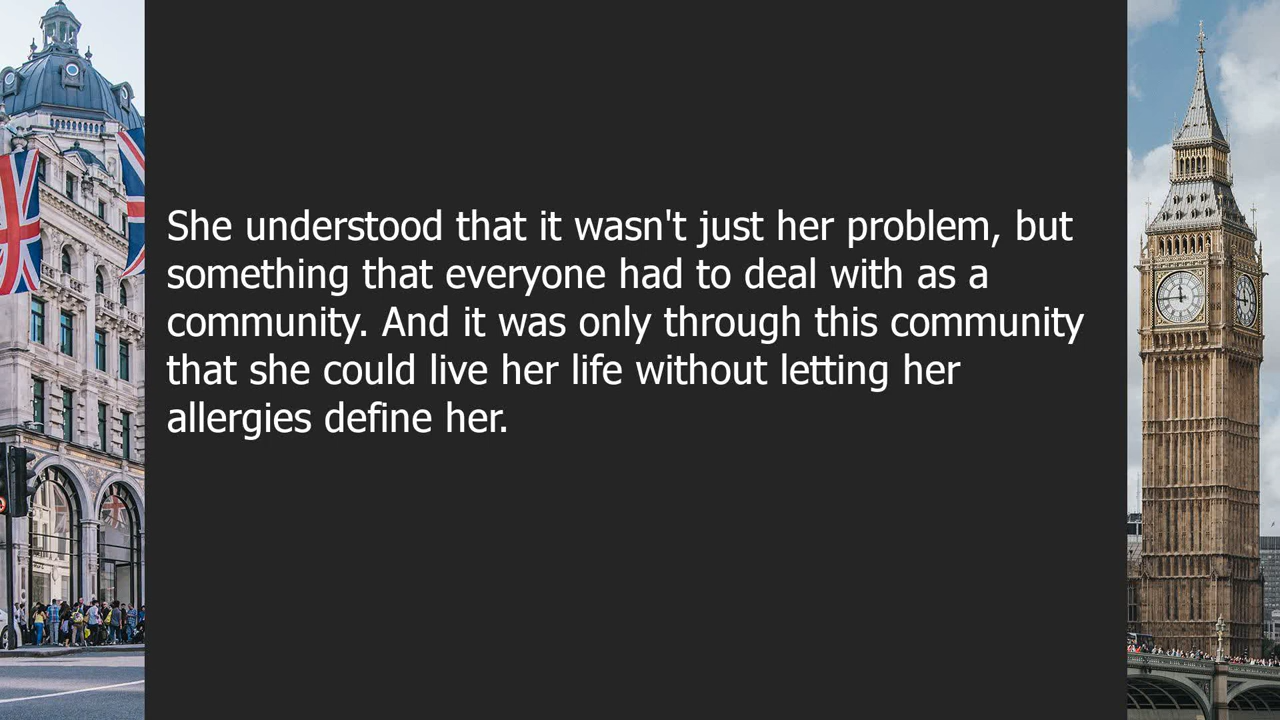 She understood that it wasn't just her problem, but
something that everyone had to deal with as a
community. And it was only through this community
that she could live her life without letting her
allergies define her.